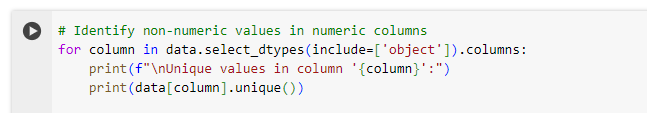 # Identify non-numeric values in numeric columns
for column in data.select_dtypes(include=['object']).columns:
    print(f"\nUnique values in column '{column}':")
    print(data[column].unique())